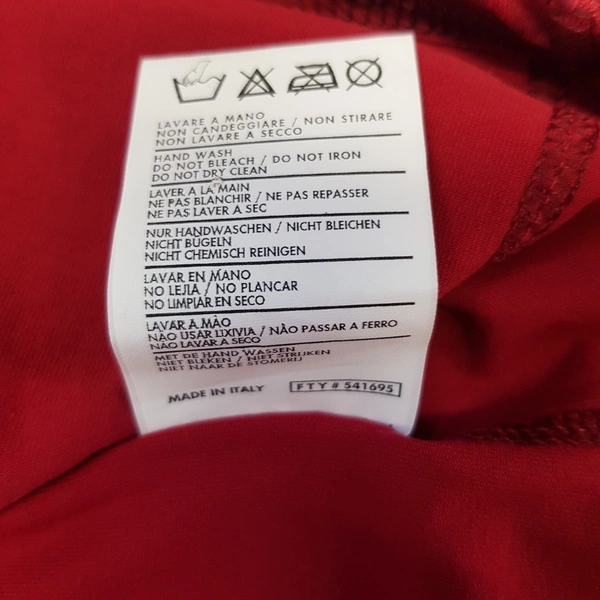 LAVARE A MANO
NON CANDEGGIARE / NON STIRARE
NON LAVARE A SECCO
HAND WASH
DO NOT BLEACH / DO NOT IRON
DO NOT DRY CLEAN
LAVER A LA MAIN
NE PAS BLANCHIR / NE PAS REPASSER
NE PAS LAVER A SEC
NUR HANDWASCHEN / NICHT BLEICHEN
NICHT BÜGELN
NICHT CHEMISCH REINIGEN
LAVAR EN MANO
NO LEJIA / NO PLANCAR
NO LIMPIAR EN SECO
LAVAR A MÀO
NÀO USAR LIXIVIA / NÀO PASSAR A FERRO
NÀO LAVAR A SECO
MET DE HAND WASSEN
NIET BLEKEN / NIET STRIJKEN
NIET NAAR DE STOMERIJ
MADE IN ITALY
FTY # 541695